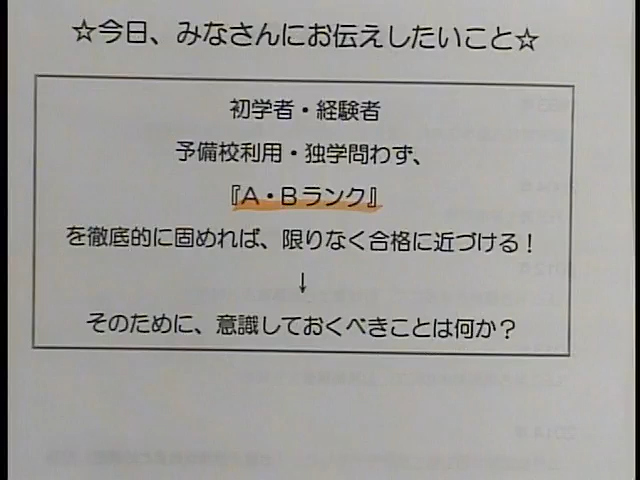 ☆今日、みなさんにお伝えしたいこと☆
初学者・経験者
予備校利用・独学問わず、
『A・Bランク』
を徹底的に固めれば、限りなく合格に近づける！
↓
そのために、意識しておくべきことは何か？